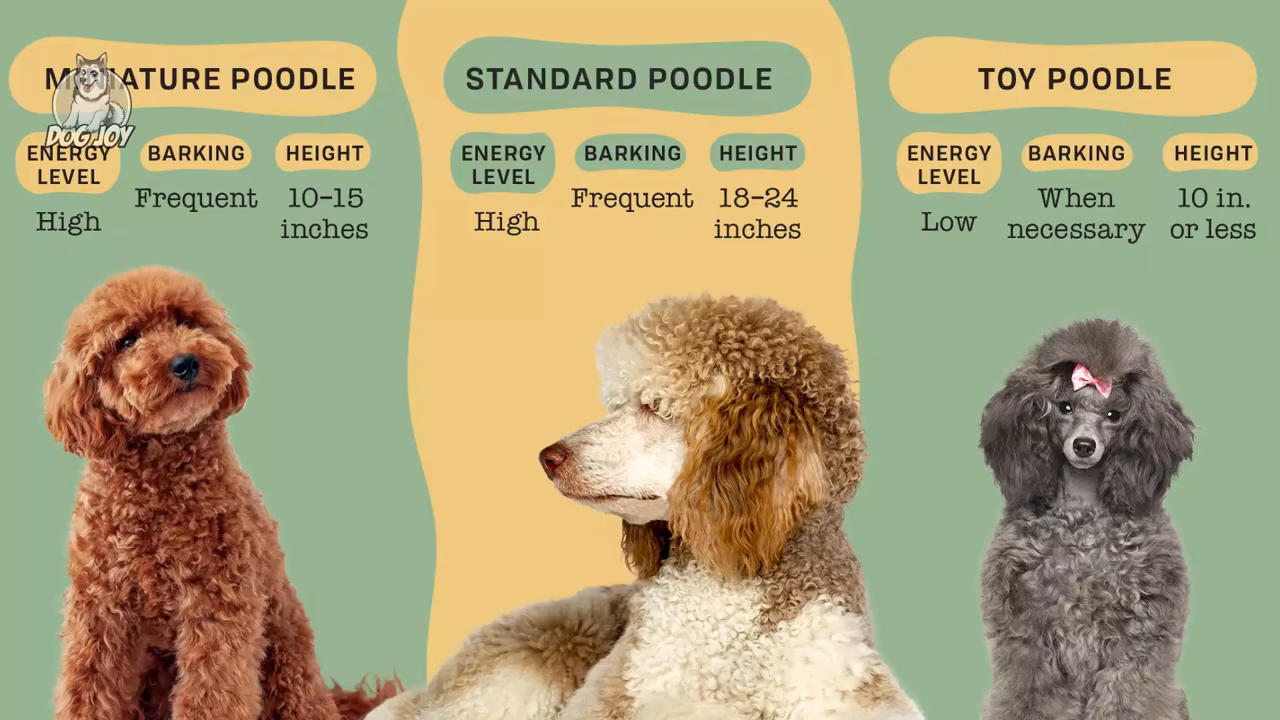 MINIATURE POODLE
DOG JOY
ENERGY
LEVEL
High
BARKING
Frequent
HEIGHT
10-15
inches
STANDARD POODLE
ENERGY
LEVEL
High
BARKING
Frequent
HEIGHT
18-24
inches
TOY POODLE
ENERGY
LEVEL
Low
BARKING
When
necessary
HEIGHT
10 in.
or less